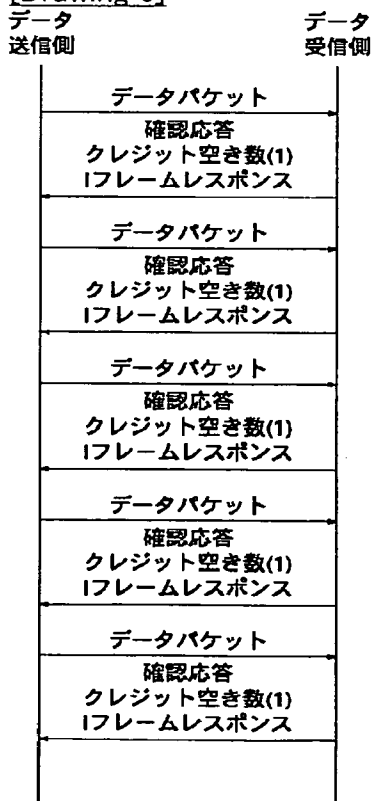 [Drawing 6]
データ
送信側
データ
受信側
データパケット
確認応答
クレジット空き数(1)
Iフレームレスポンス
データパケット
確認応答
クレジット空き数(1)
Iフレームレスポンス
データパケット
確認応答
クレジット空き数(1)
Iフレームレスポンス
データパケット
確認応答
クレジット空き数(1)
Iフレームレスポンス
データパケット
確認応答
クレジット空き数(1)
Iフレームレスポンス